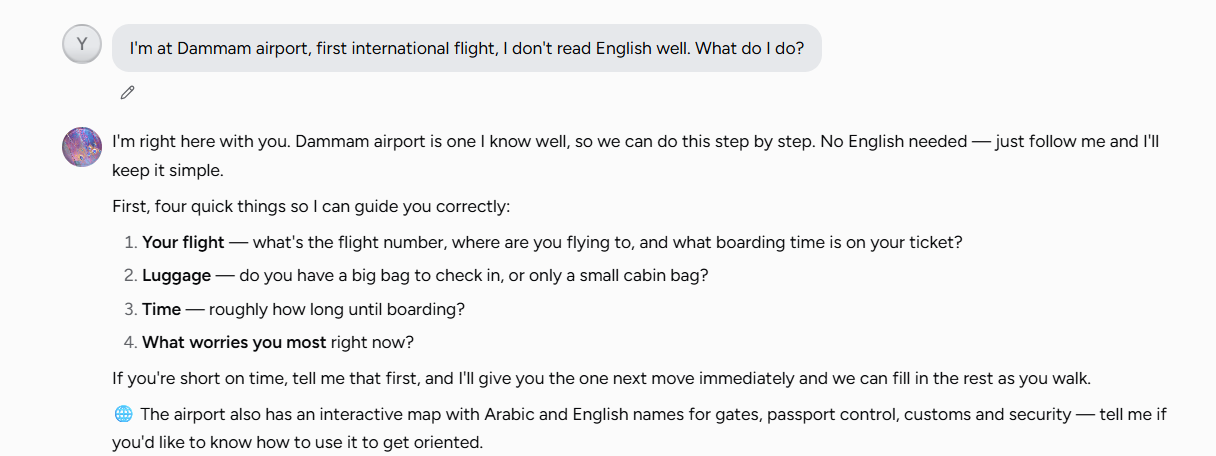 Y
I'm at Dammam airport, first international flight, I don't read English well. What do I do?
I'm right here with you. Dammam airport is one I know well, so we can do this step by step. No English needed — just follow me and I'll
keep it simple.
First, four quick things so I can guide you correctly:
1. Your flight — what's the flight number, where are you flying to, and what boarding time is on your ticket?
2. Luggage — do you have a big bag to check in, or only a small cabin bag?
3. Time — roughly how long until boarding?
4. What worries you most right now?
If you're short on time, tell me that first, and I'll give you the one next move immediately and we can fill in the rest as you walk.
🌐 The airport also has an interactive map with Arabic and English names for gates, passport control, customs and security — tell me if
you'd like to know how to use it to get oriented.